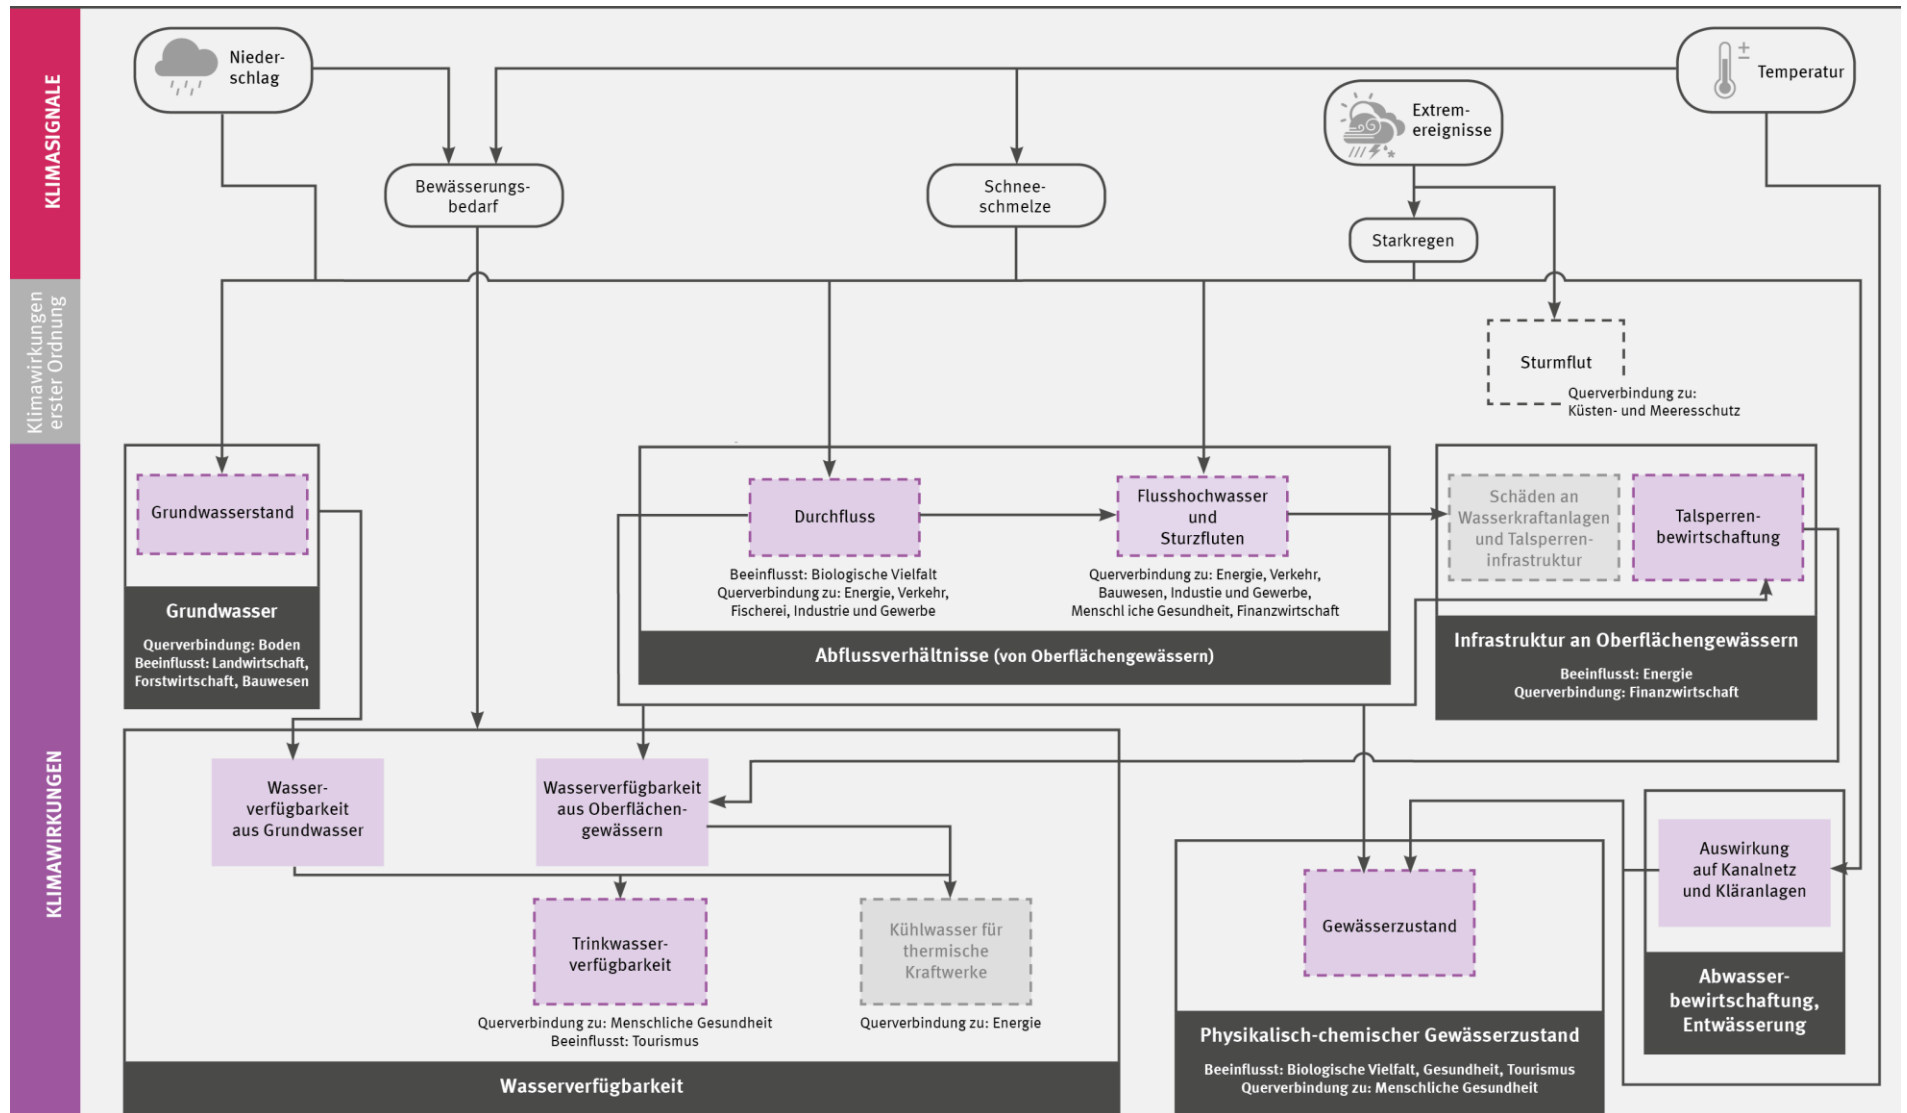 KLIMASIGNALE
Nieder-
schlag
Temperatur
Extrem-
ereignisse
Bewässerungs-
bedarf
Schnee-
schmelze
Starkregen
Klimawirkungen
erster Ordnung
Sturmflut
Querverbindung zu:
Küsten- und Meeresschutz
KLIMAWIRKUNGEN
Grundwasserstand
Grundwasser
Querverbindung: Boden
Beeinflusst: Landwirtschaft,
Forstwirtschaft, Bauwesen
Durchfluss
Beeinflusst: Biologische Vielfalt
Querverbindung zu: Energie, Verkehr,
Fischerei, Industrie und Gewerbe
Flusshochwasser
und
Sturzfluten
Querverbindung zu: Energie, Verkehr,
Bauwesen, Industie und Gewerbe,
Menschl iche Gesundheit, Finanzwirtschaft
Abflussverhältnisse (von Oberflächengewässern)
Schäden an
Wasserkraftanlagen
und Talsperren-
infrastruktur
Talsperren-
bewirtschaftung
Infrastruktur an Oberflächengewässern
Beeinflusst: Energie
Querverbindung: Finanzwirtschaft
Wasser-
verfügbarkeit
aus Grundwasser
Wasserverfügbarkeit
aus Oberflächen-
gewässern
Trinkwasser-
verfügbarkeit
Querverbindung zu: Menschliche Gesundheit
Beeinflusst: Tourismus
Kühlwasser für
thermische
Kraftwerke
Querverbindung zu: Energie
Wasserverfügbarkeit
Gewässerzustand
Physikalisch-chemischer Gewässerzustand
Beeinflusst: Biologische Vielfalt, Gesundheit, Tourismus
Querverbindung zu: Menschliche Gesundheit
Auswirkung
auf Kanalnetz
und Kläranlagen
Abwasser-
bewirtschaftung,
Entwässerung